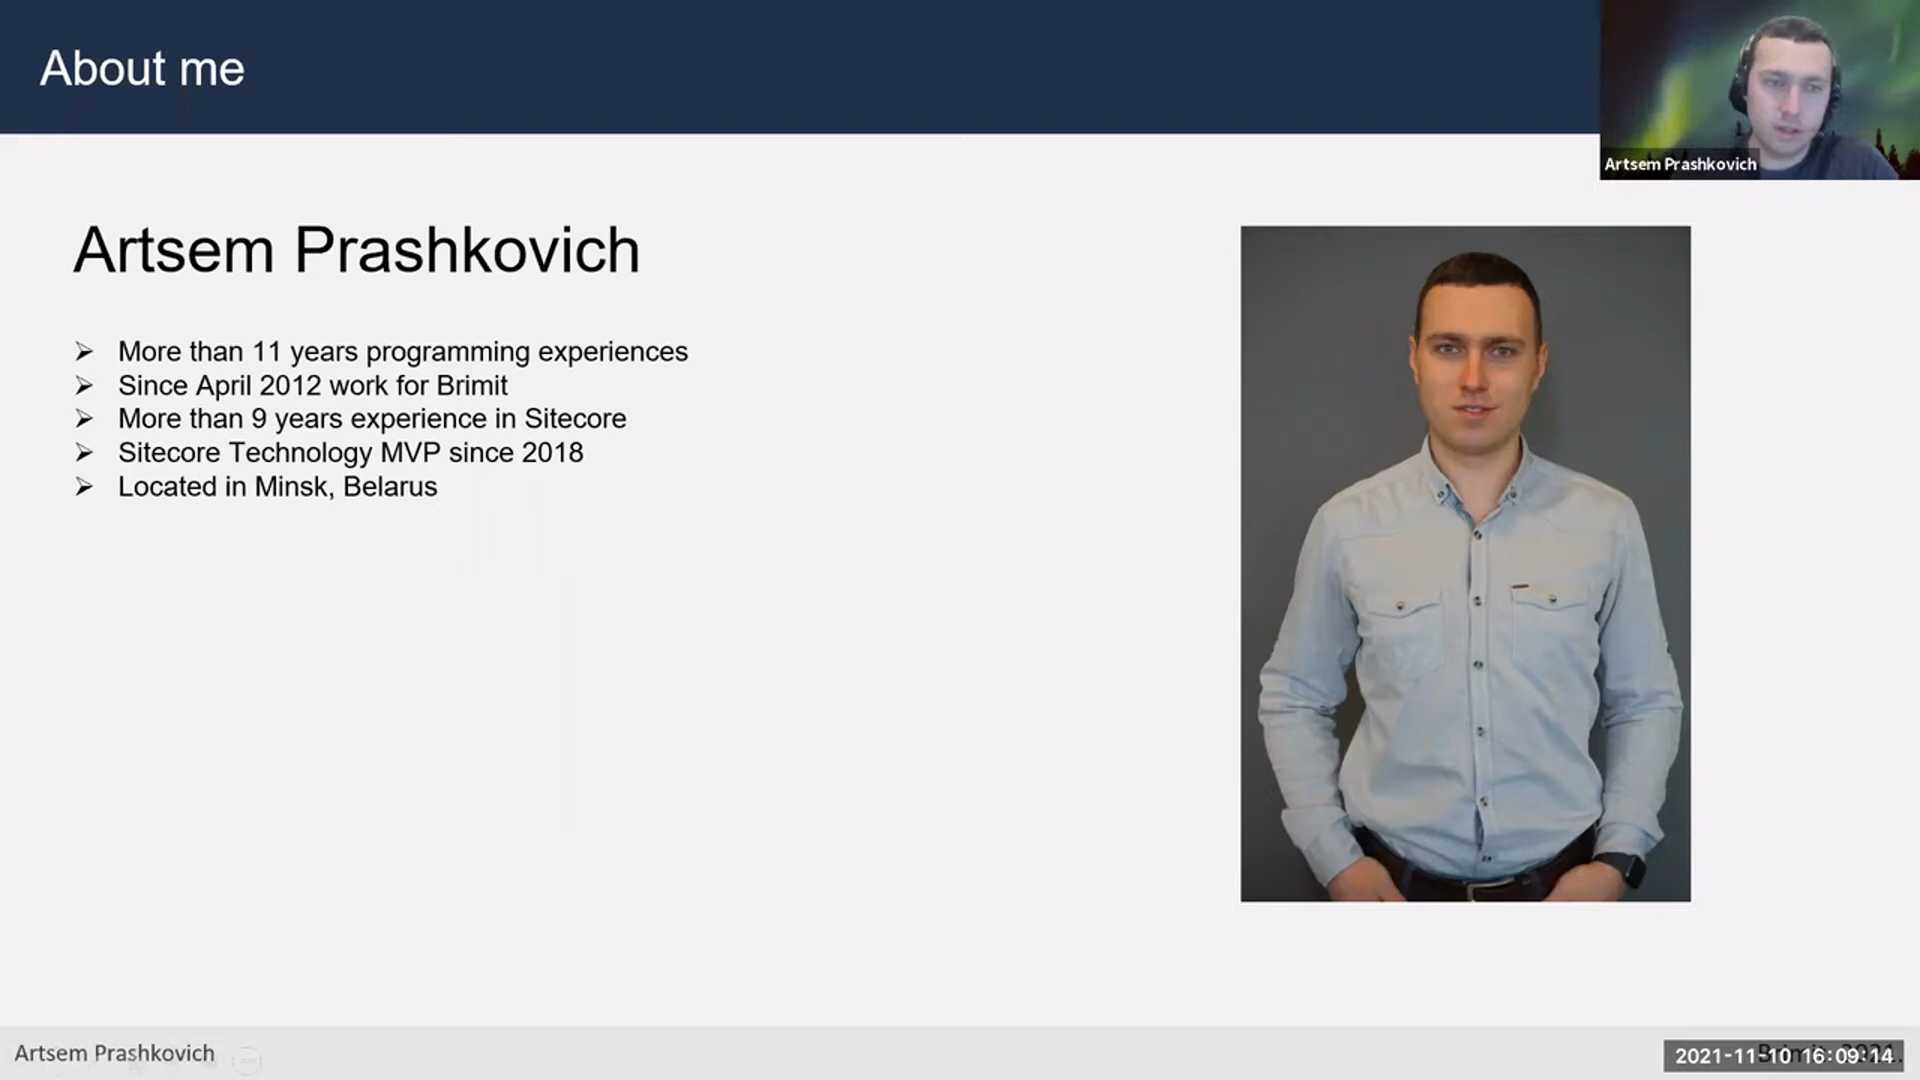 About me
Artsem Prashkovich
Artsem Prashkovich
➢ More than 11 years programming experiences
➢ Since April 2012 work for Brimit
➢ More than 9 years experience in Sitecore
➢ Sitecore Technology MVP since 2018
➢ Located in Minsk, Belarus
Artsem Prashkovich
2021-11-10 16:09:14